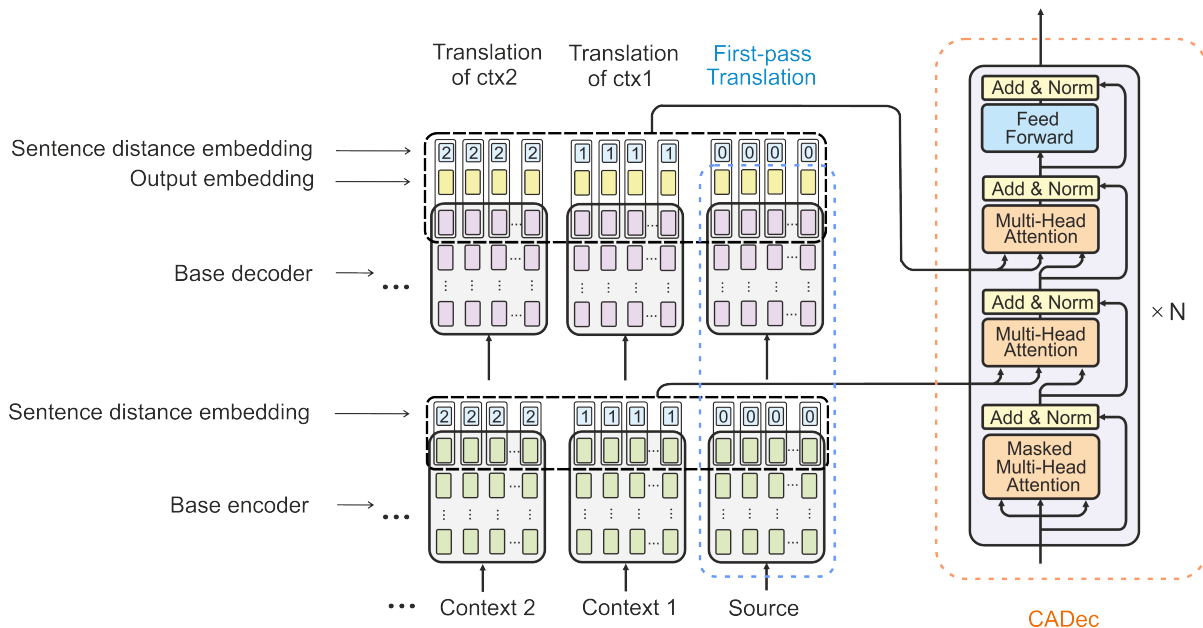 Translation
of ctx2
Translation
of ctx1
First-pass
Translation
Sentence distance embedding
2 2 2 2
1 1 1 1
0 0 0 0
Output embedding
...
...
...
Base decoder
...
Sentence distance embedding
2 2 2 2
1 1 1 1
0 0 0 0
Base encoder
...
... Context 2
Context 1
Source
Add & Norm
Feed
Forward
Add & Norm
Multi-Head
Attention
Add & Norm
Multi-Head
Attention
Add & Norm
Masked
Multi-Head
Attention
× N
CADec